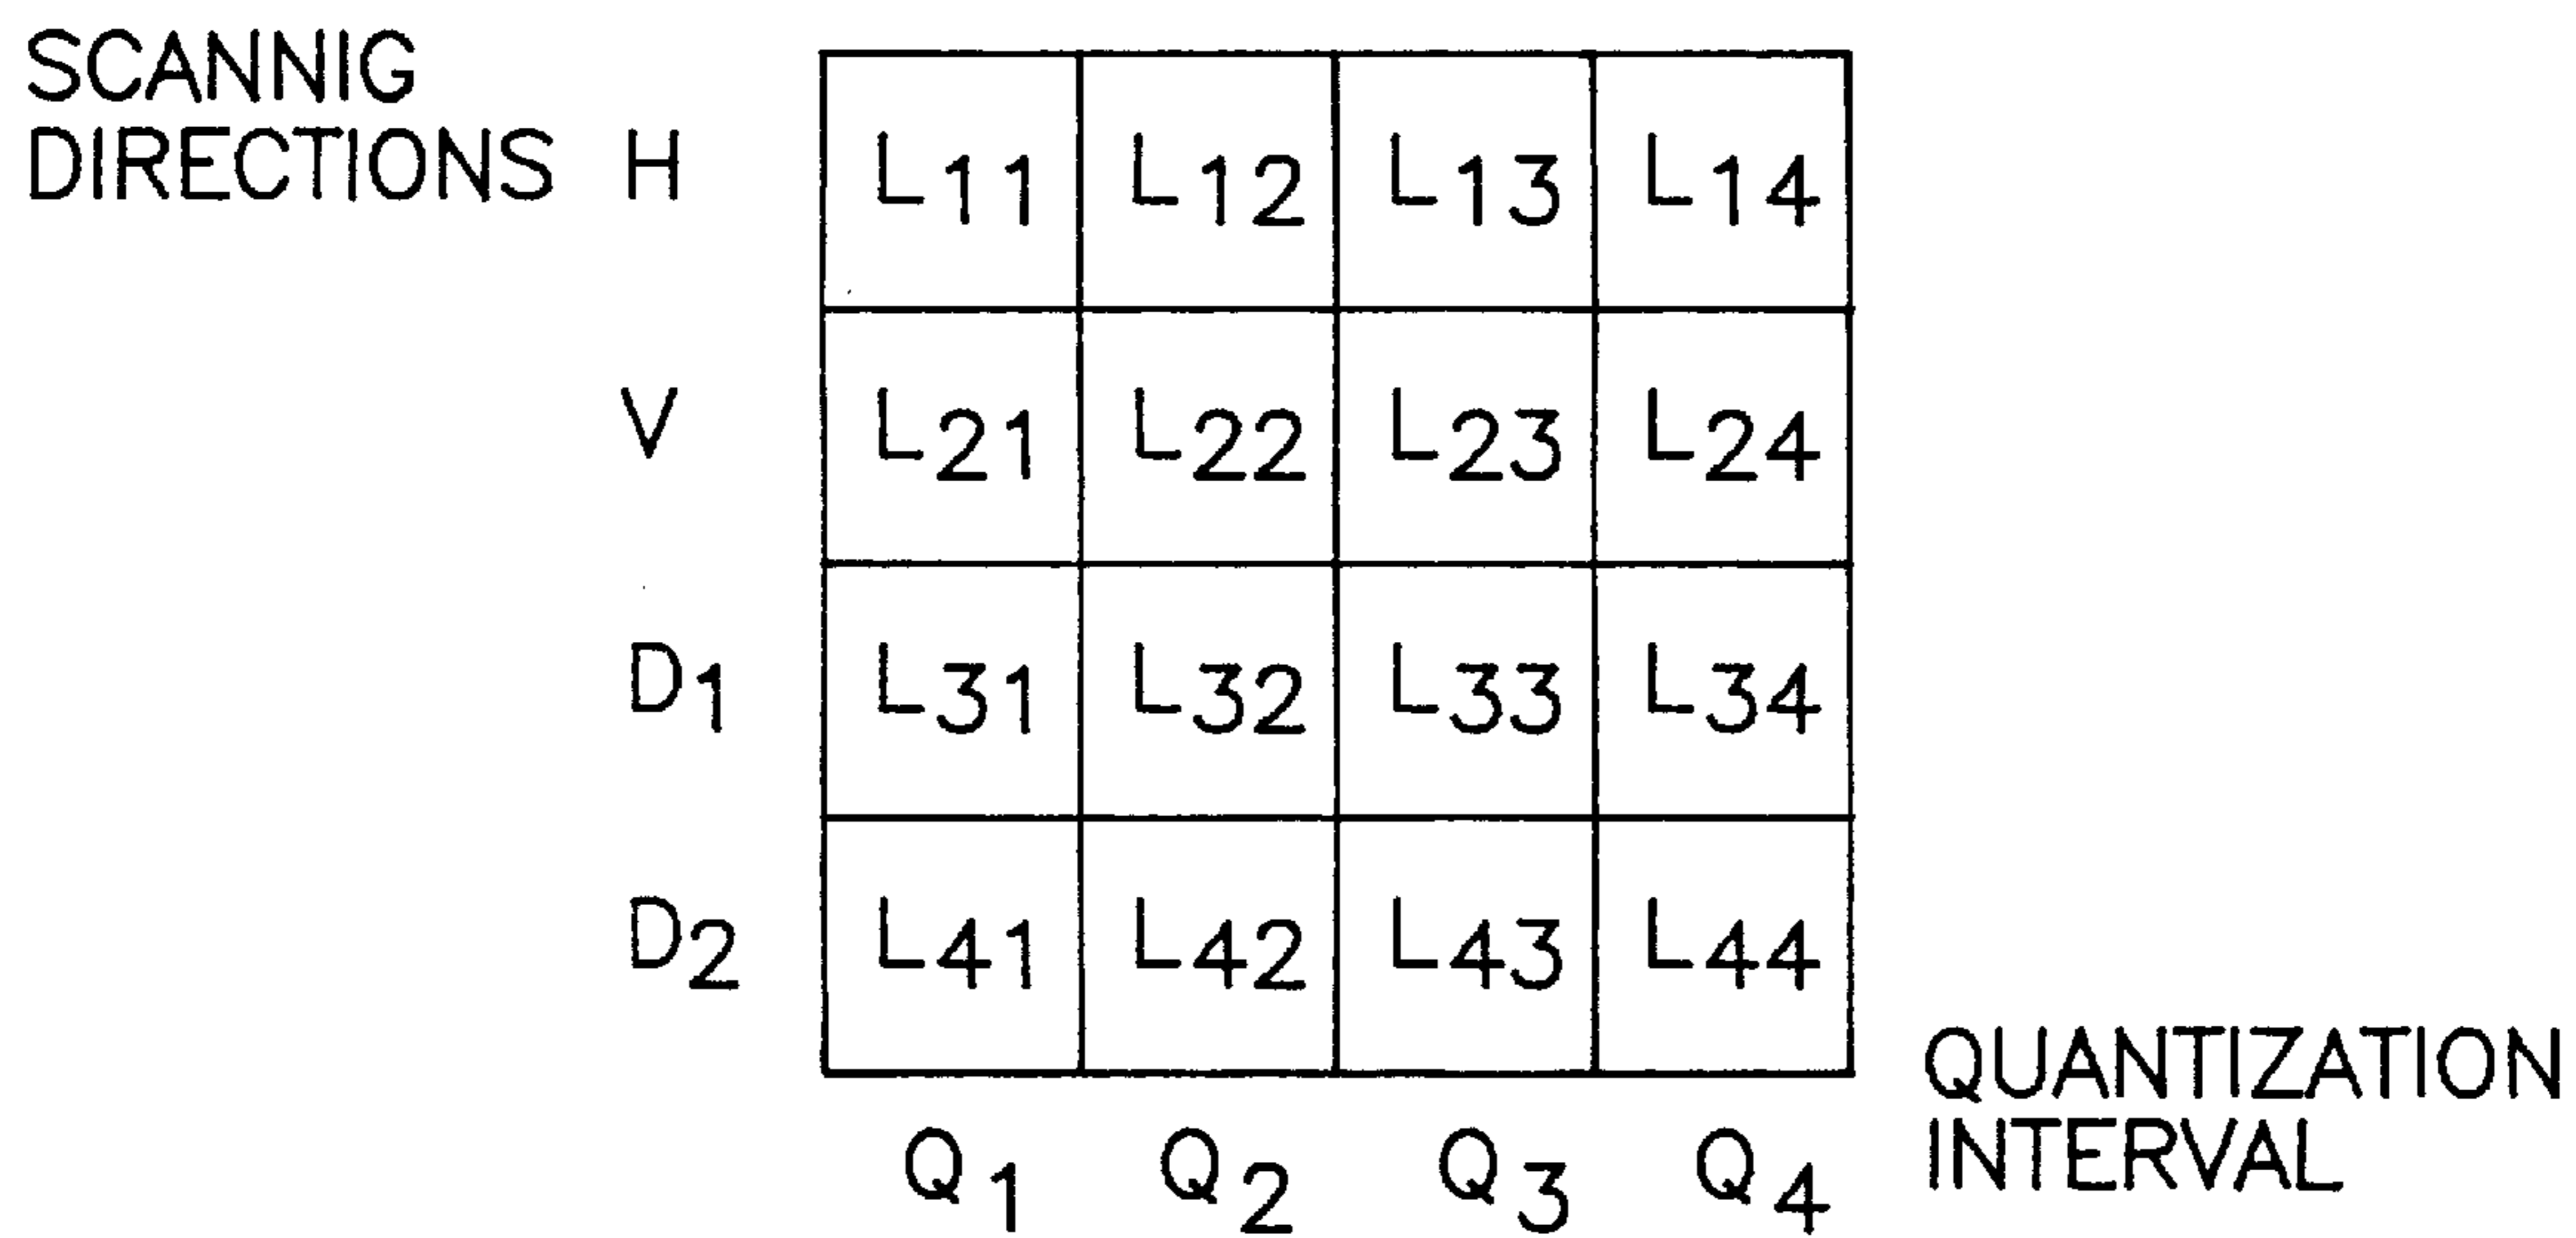 SCANNIG
DIRECTIONS H L11 L12 L13 L14
V L21 L22 L23 L24
D1 L31 L32 L33 L34
D2 L41 L42 L43 L44
QUANTIZATION
INTERVAL
Q1 Q2 Q3 Q4